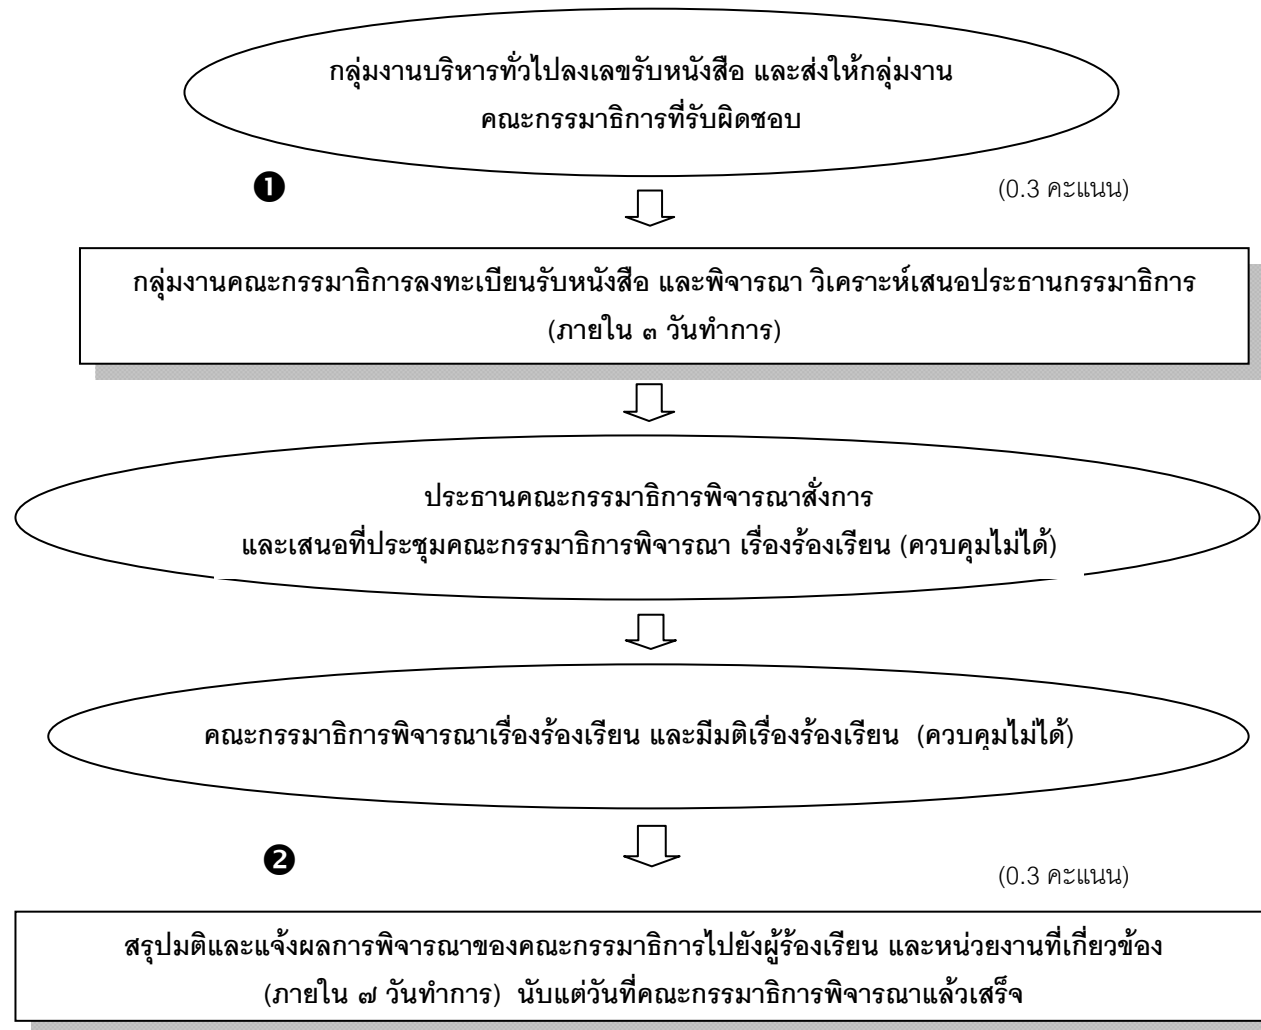 กลุ่มงานบริหารทั่วไปลงเลขรับหนังสือ และส่งให้กลุ่มงาน
คณะกรรมาธิการที่รับผิดชอบ
❶ (0.3 คะแนน)
กลุ่มงานคณะกรรมาธิการลงทะเบียนรับหนังสือ และพิจารณา วิเคราะห์เสนอประธานกรรมาธิการ
(ภายใน ๓ วันทำการ)
ประธานคณะกรรมาธิการพิจารณาสั่งการ
และเสนอที่ประชุมคณะกรรมาธิการพิจารณา เรื่องร้องเรียน (ควบคุมไม่ได้)
คณะกรรมาธิการพิจารณาเรื่องร้องเรียน และมีมติเรื่องร้องเรียน (ควบคุมไม่ได้)
❷ (0.3 คะแนน)
สรุปมติและแจ้งผลการพิจารณาของคณะกรรมาธิการไปยังผู้ร้องเรียน และหน่วยงานที่เกี่ยวข้อง
(ภายใน ๗ วันทำการ) นับแต่วันที่คณะกรรมาธิการพิจารณาแล้วเสร็จ